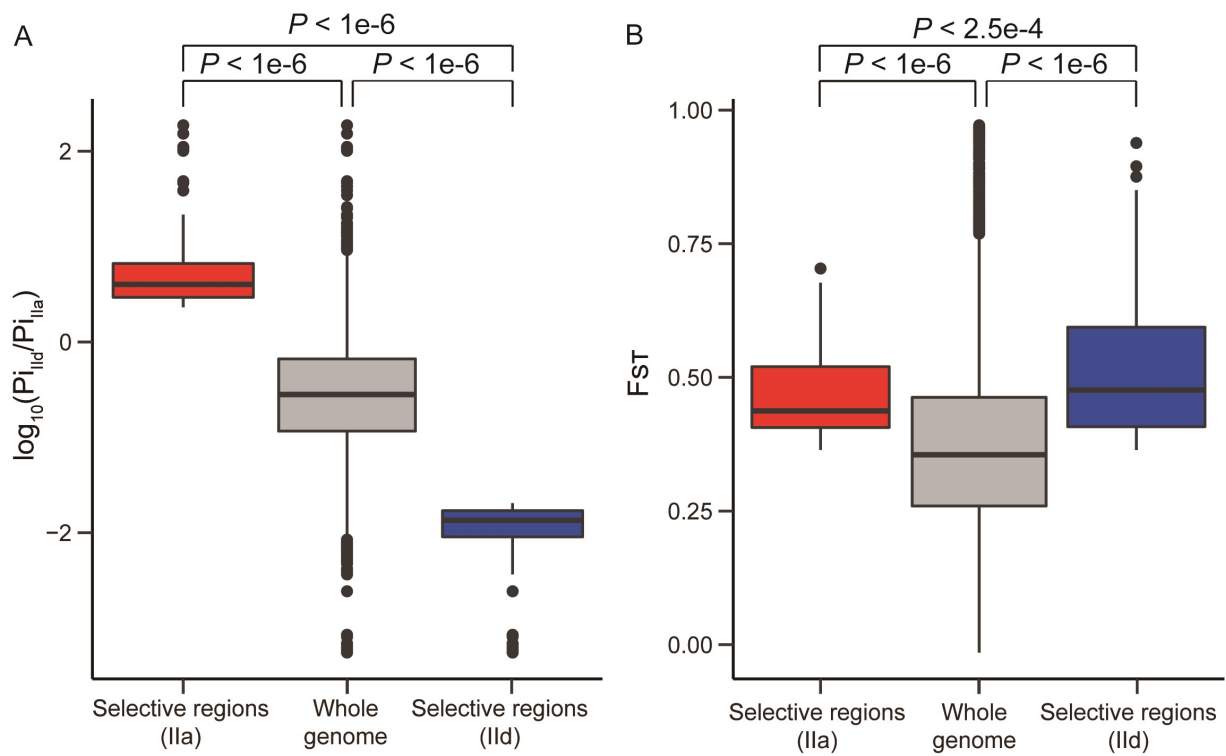 A
P < 1e-6
P < 1e-6
P < 1e-6
2
0
−2
log10(PiIId/PiIIa)
Selective regions
(IIa)
Whole
genome
Selective regions
(IId)
B
P < 2.5e-4
P < 1e-6
P < 1e-6
1.00
0.75
0.50
0.25
0.00
FST
Selective regions
(IIa)
Whole
genome
Selective regions
(IId)